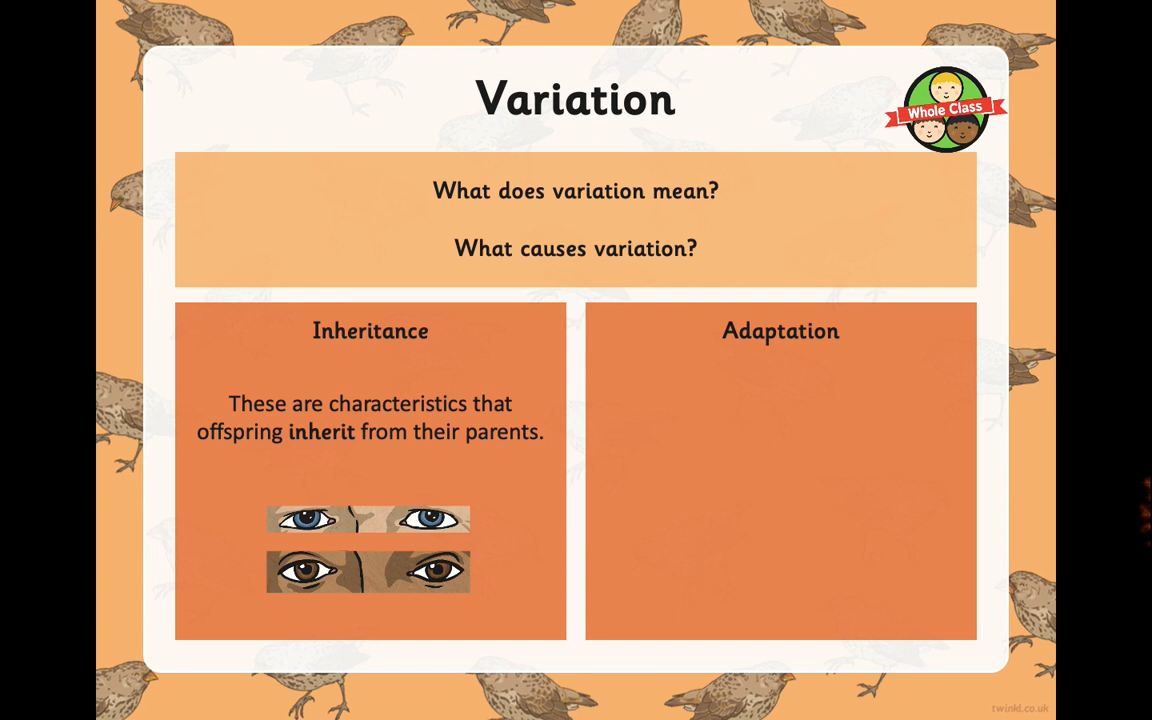 Variation
Whole Class
What does variation mean?
What causes variation?
Inheritance
These are characteristics that
offspring inherit from their parents.
Adaptation
twinkl.co.uk